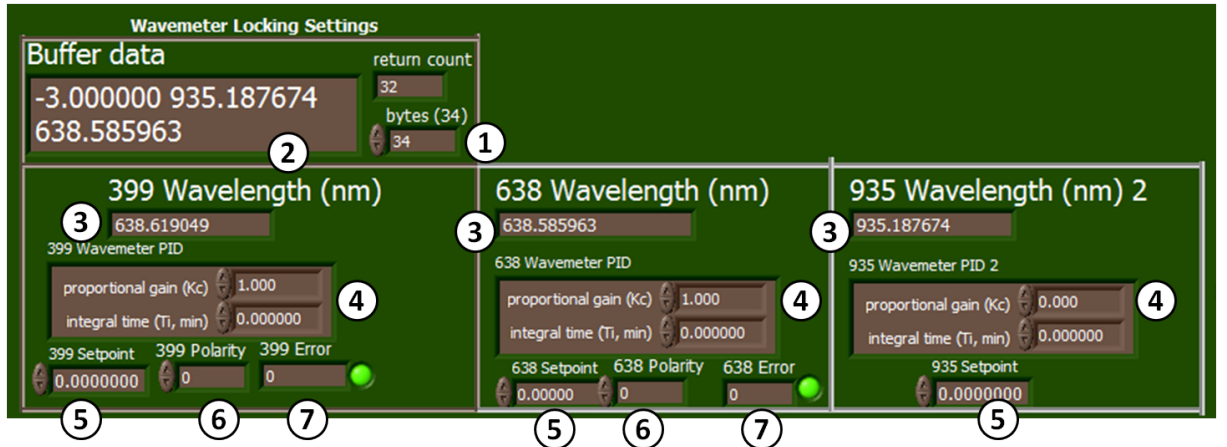 Wavemeter Locking Settings
Buffer data
return count
-3.000000 935.187674
638.585963
32
bytes (34)
34
1
2
399 Wavelength (nm)
3
638.619049
399 Wavemeter PID
proportional gain (Kc)
1.000
integral time (Ti, min)
0.000000
4
399 Setpoint
399 Polarity
399 Error
0.0000000
0
0
5
6
7
638 Wavelength (nm)
3
638.585963
638 Wavemeter PID
proportional gain (Kc)
1.000
integral time (Ti, min)
0.000000
4
638 Setpoint
638 Polarity
638 Error
0.00000
0
0
5
6
7
935 Wavelength (nm) 2
3
935.187674
935 Wavemeter PID 2
proportional gain (Kc)
0.000
integral time (Ti, min)
0.000000
4
935 Setpoint
0.0000000
5